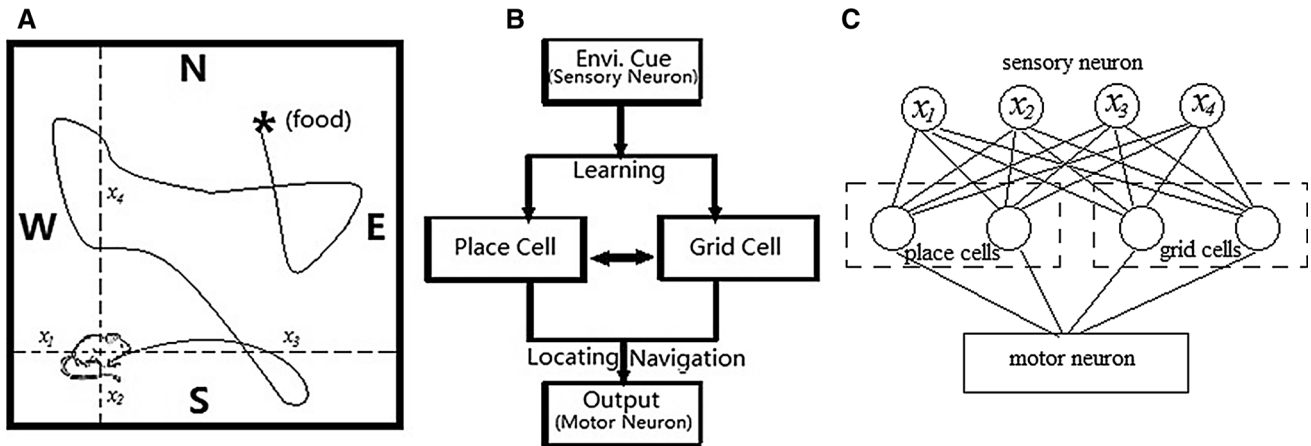 A
N
* (food)
x4
W
E
x1
x3
x2
S
B
Envi. Cue
(Sensory Neuron)
Learning
Place Cell
Grid Cell
Locating Navigation
Output
(Motor Neuron)
C
sensory neuron
x1 x2 x3 x4
place cells
grid cells
motor neuron